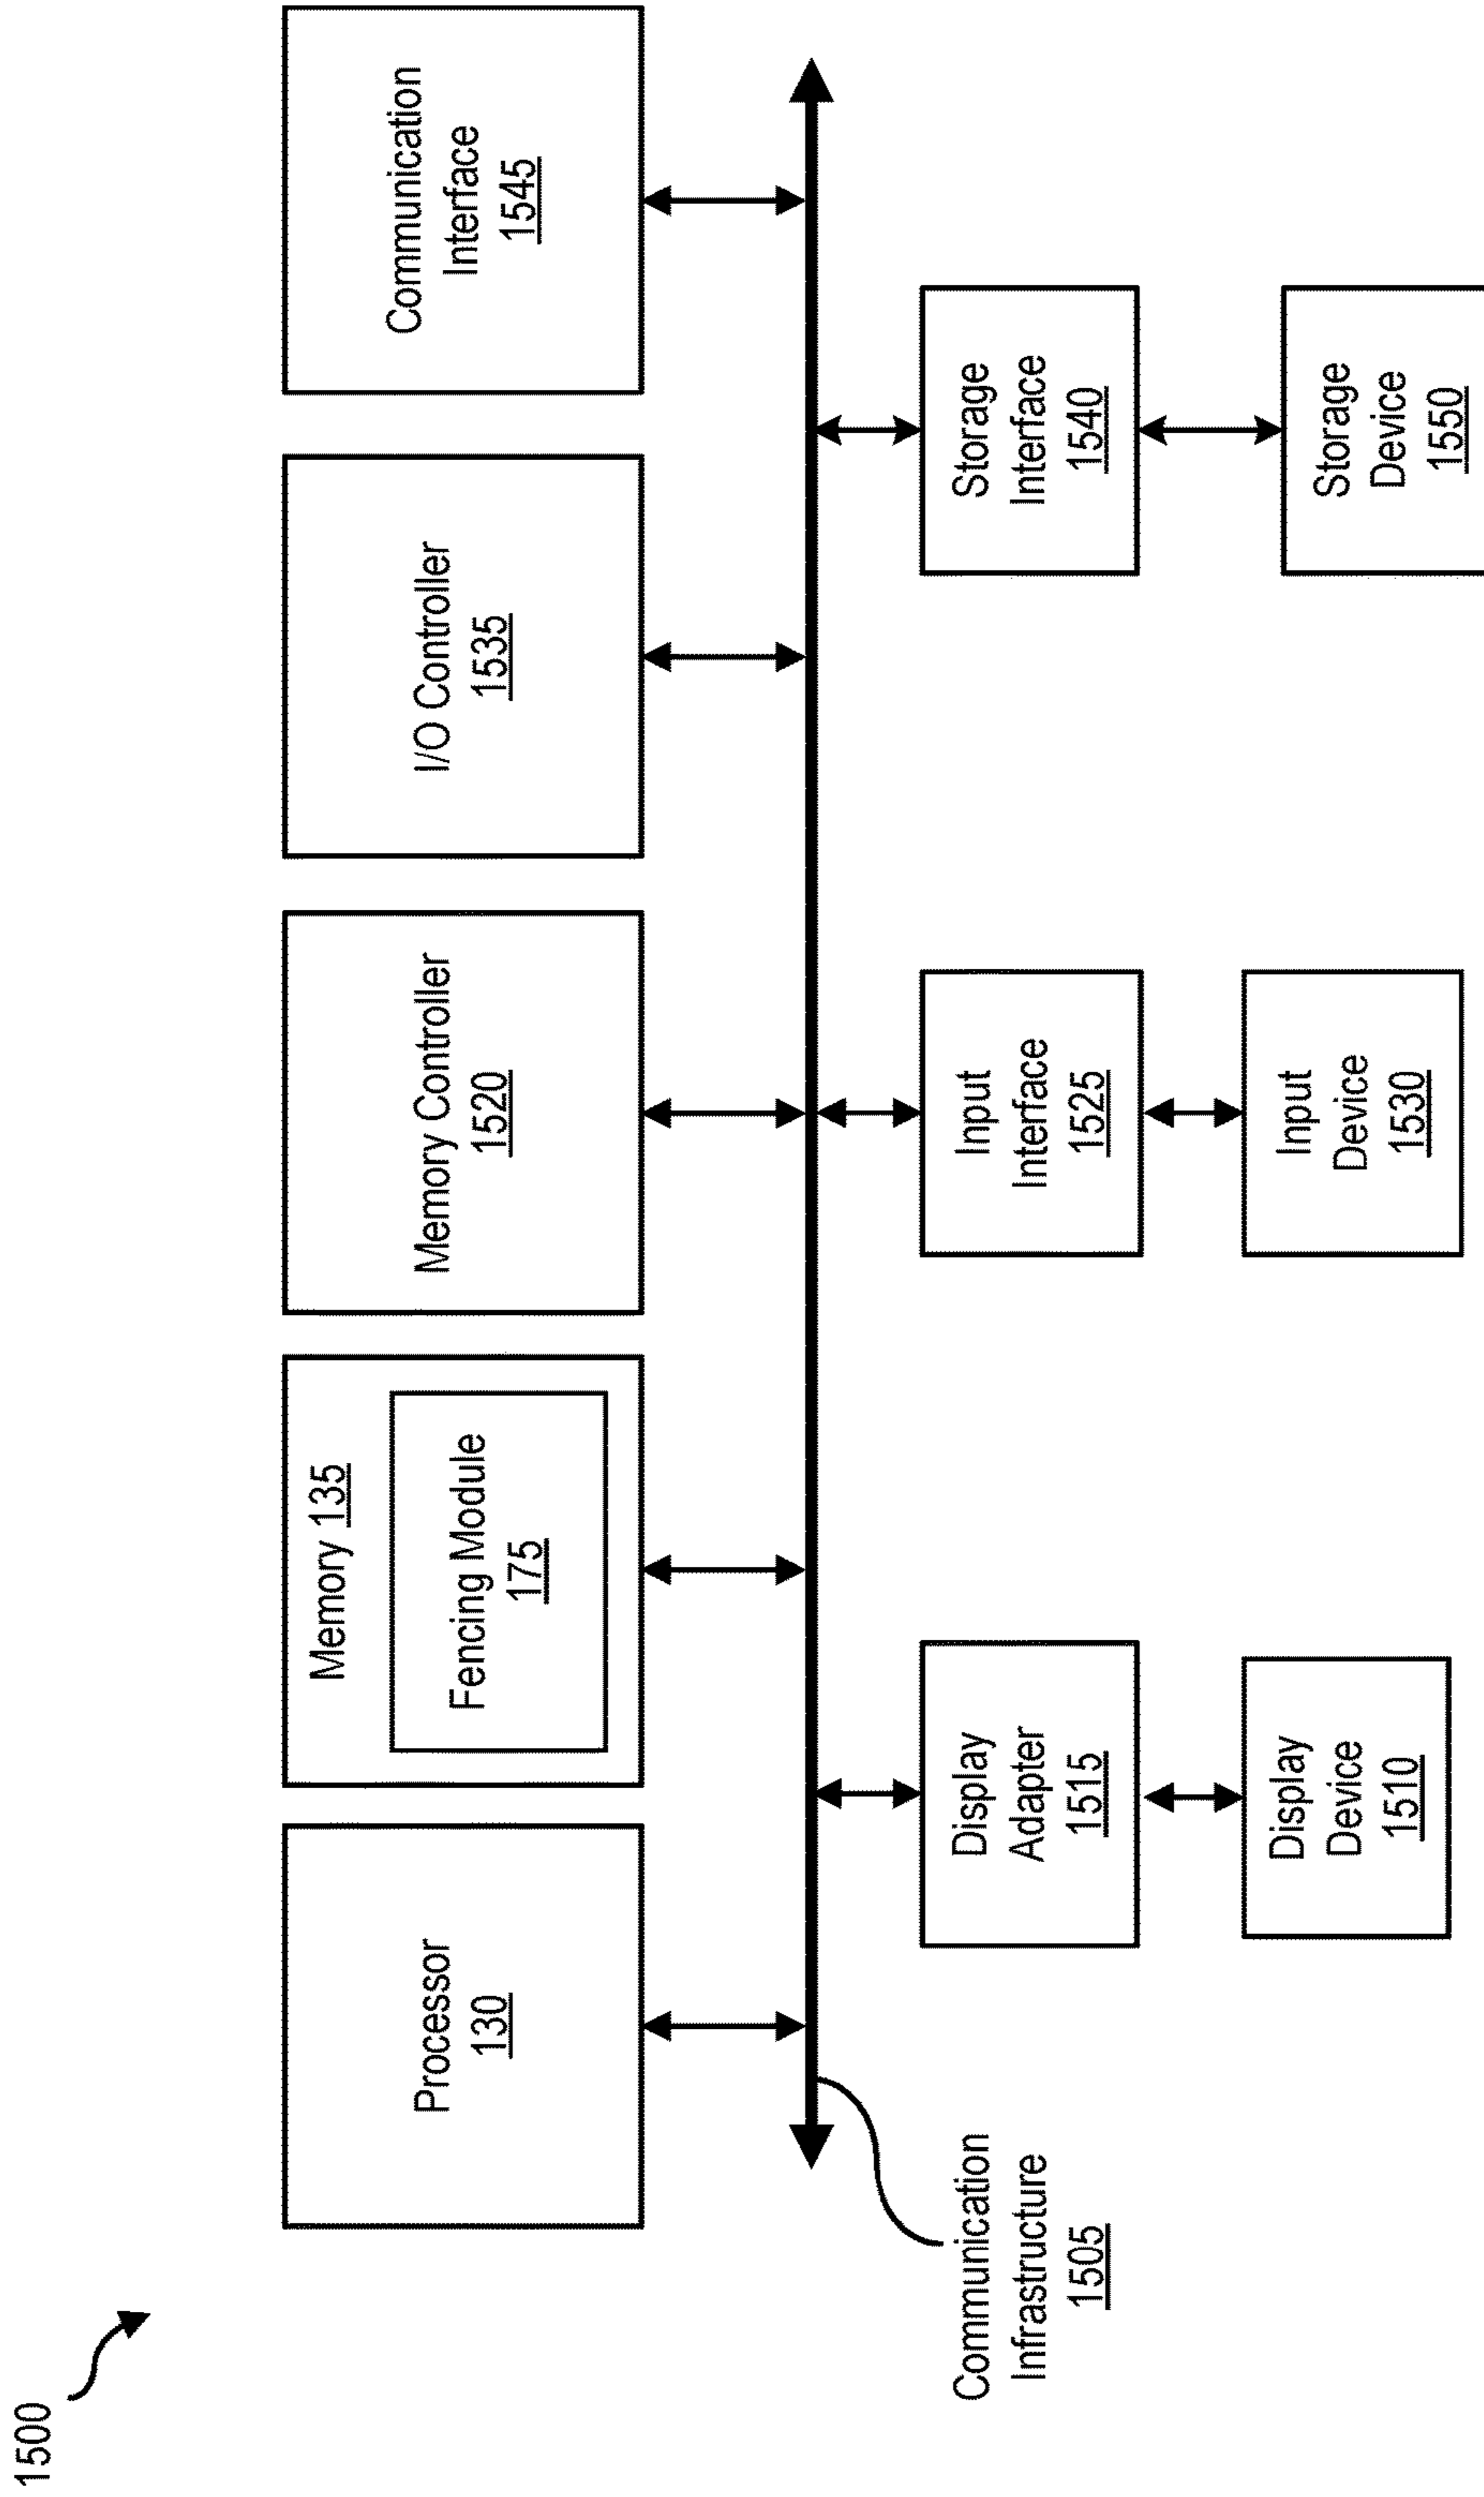 1500
Processor
130
Memory 135
Fencing Module
175
Memory Controller
1520
I/O Controller
1535
Communication
Interface
1545
Communication
Infrastructure
1505
Display
Adapter
1515
Input
Interface
1525
Storage
Interface
1540
Display
Device
1510
Input
Device
1530
Storage
Device
1550